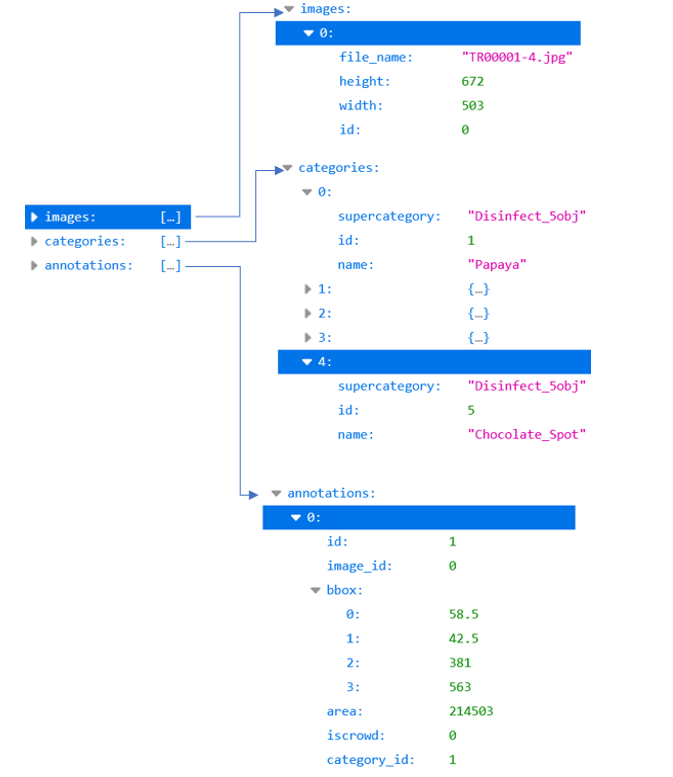 images:
0:
file_name: "TR00001-4.jpg"
height: 672
width: 503
id: 0
images: […]
categories: […]
annotations: […]
categories:
0:
supercategory: "Disinfect_5obj"
id: 1
name: "Papaya"
1: {…}
2: {…}
3: {…}
4:
supercategory: "Disinfect_5obj"
id: 5
name: "Chocolate_Spot"
annotations:
0:
id: 1
image_id: 0
bbox:
0: 58.5
1: 42.5
2: 381
3: 563
area: 214503
iscrowd: 0
category_id: 1